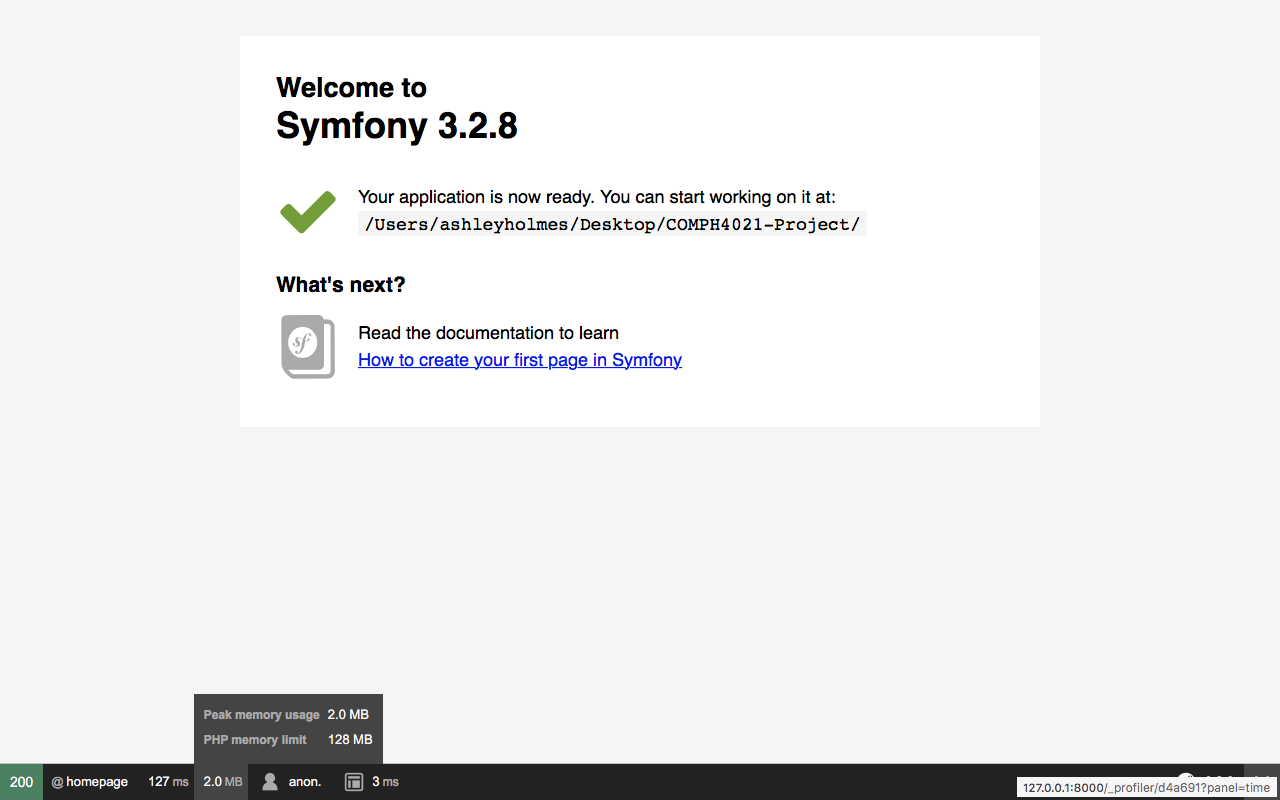 Welcome to
Symfony 3.2.8
Your application is now ready. You can start working on it at:
/Users/ashleyholmes/Desktop/COMPH4021-Project/
What's next?
sf
Read the documentation to learn
How to create your first page in Symfony
Peak memory usage 2.0 MB
PHP memory limit 128 MB
200 @ homepage 127 ms 2.0 MB anon. 3 ms
127.0.0.1:8000/_profiler/d4a691?panel=time